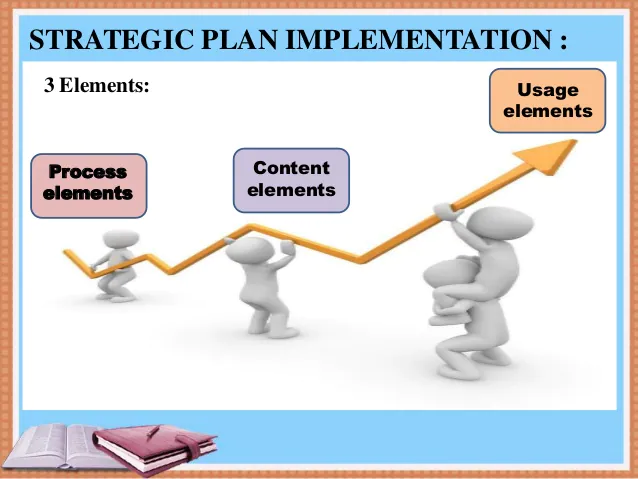 STRATEGIC PLAN IMPLEMENTATION :
3 Elements:
Usage
elements
Process
elements
Content
elements